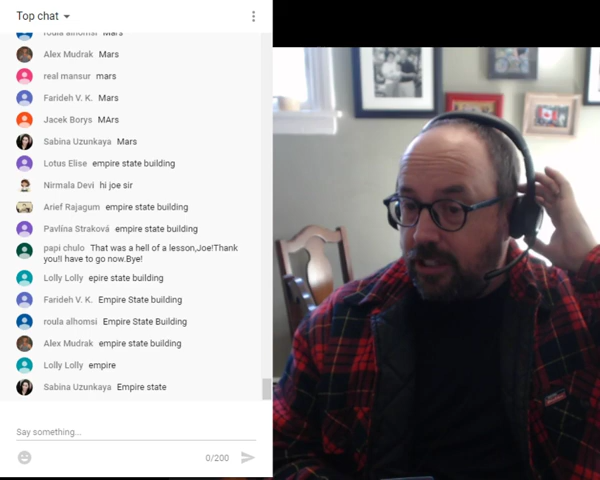 Top chat
roula alhomsi Mars
Alex Mudrak Mars
real mansur mars
Farideh V. K. Mars
Jacek Borys MArs
Sabina Uzunkaya Mars
Lotus Elise empire state building
Nirmala Devi hi joe sir
Arief Rajagum empire state building
Pavlína Straková empire state building
papi chulo That was a hell of a lesson,Joe!Thank
you!I have to go now.Bye!
Lolly Lolly epire state building
Farideh V. K. Empire State Building
roula alhomsi Empire State Building
Alex Mudrak empire state building
Lolly Lolly empire
Sabina Uzunkaya Empire state
Say something...
0/200